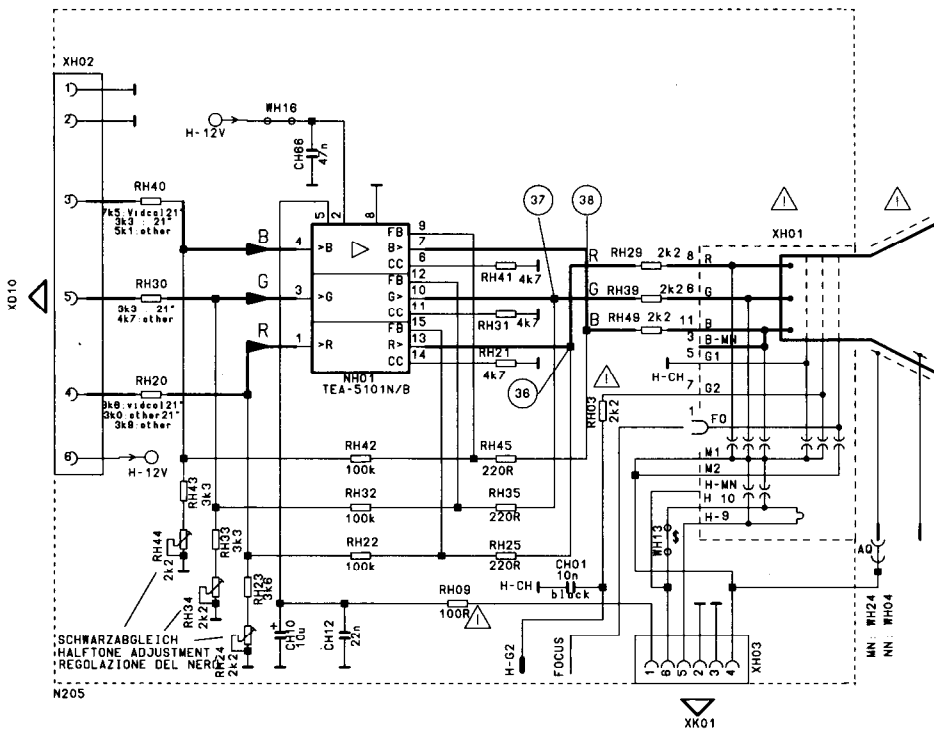 XH02
1
2
3
5
4
6
XD10
WH16
H-12V
CH66
47n
RH40
7k5:Vidcol21"
3k3 : 21"
5k1:other
RH30
3k3 : 21"
4k7:other
RH20
3k0:other21"
3k9:other
H-12V
B
G
R
5
2
8
4
>B
3
>G
1
>R
FB
9
B>
7
CC
6
FB
12
G>
10
CC
11
FB
15
R>
13
CC
14
NH01
TEA-5101N/B
RH41
4k7
RH31
4k7
RH21
4k7
37
38
36
R
RH29
2k2
8
R
G
RH39
2k2
6
G
B
RH49
2k2
11
B
3
B-MN
5
G1
H-CH
7
G2
1
FO
M1
M2
H-MN
H 10
H-9
XH01
!
!
!
RH03
2k2
RH42
100k
RH45
220R
RH32
100k
RH35
220R
RH22
100k
RH25
220R
RH43
3k3
RH33
3k3
RH23
3k6
RH44
2k2
RH34
2k2
RH24
2k2
CH01
10n
H-CH
RH09
100R
!
CH10
+
10u
CH12
22n
WH13
$
AQ
MN: WH24
NN: WH04
SCHWARZABGLEICH
HALFTONE ADJUSTMENT
REGOLAZIONE DEL NERO
H-G2
FOCUS
1
6
5
2
3
4
XH03
XK01
N205